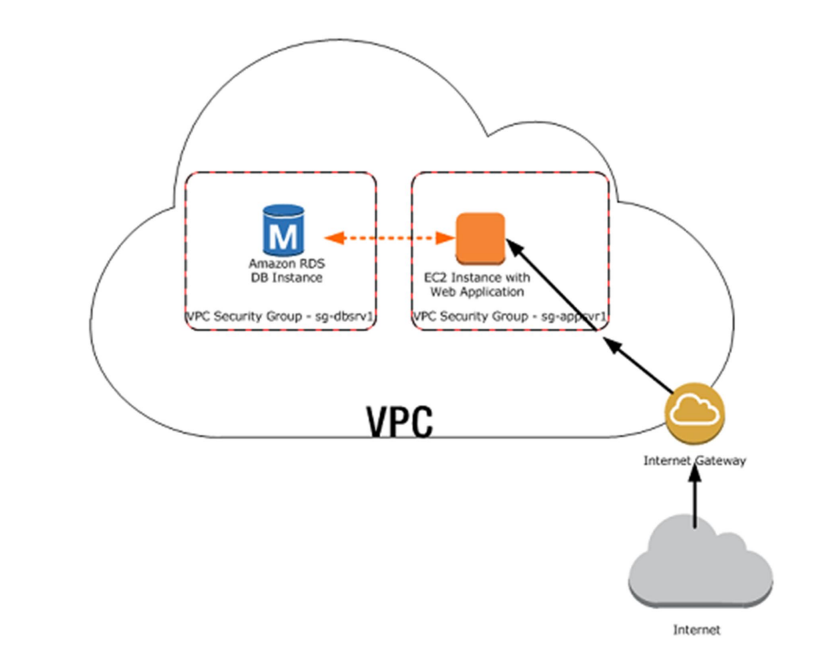 M
Amazon RDS
DB Instance
EC2 Instance with
Web Application
VPC Security Group - sg-dbsrv1
VPC Security Group - sg-appsvr1
VPC
Internet Gateway
Internet